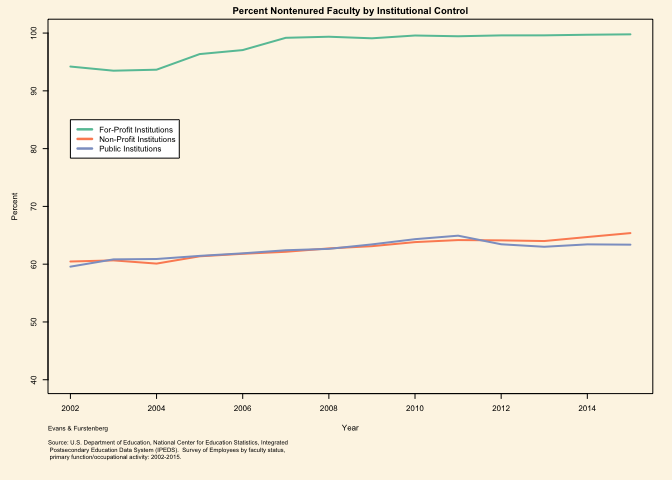 Percent Nontenured Faculty by Institutional Control
100
90
80
70
60
50
40
Percent
For-Profit Institutions
Non-Profit Institutions
Public Institutions
2002 2004 2006 2008 2010 2012 2014
Year
Evans & Furstenberg
Source: U.S. Department of Education, National Center for Education Statistics, Integrated
Postsecondary Education Data System (IPEDS).  Survey of Employees by faculty status,
primary function/occupational activity: 2002-2015.